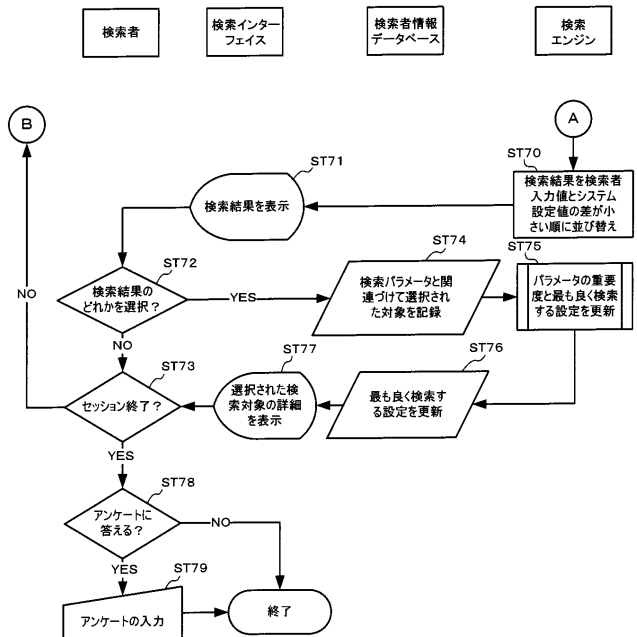 検索者
検索インター
フェイス
検索者情報
データベース
検索
エンジン
B
A
ST70
検索結果を検索者
入力値とシステム
設定値の差が小
さい順に並び替え
ST71
検索結果を表示
ST72
検索結果の
どれかを選択？
YES
NO
NO
ST74
検索パラメータと関
連づけて選択され
た対象を記録
ST75
パラメータの重要
度と最も良く検索
する設定を更新
ST76
最も良く検索す
る設定を更新
ST77
選択された検
索対象の詳細
を表示
ST73
セッション終了？
YES
ST78
アンケートに
答える？
NO
YES
ST79
アンケートの入力
終了